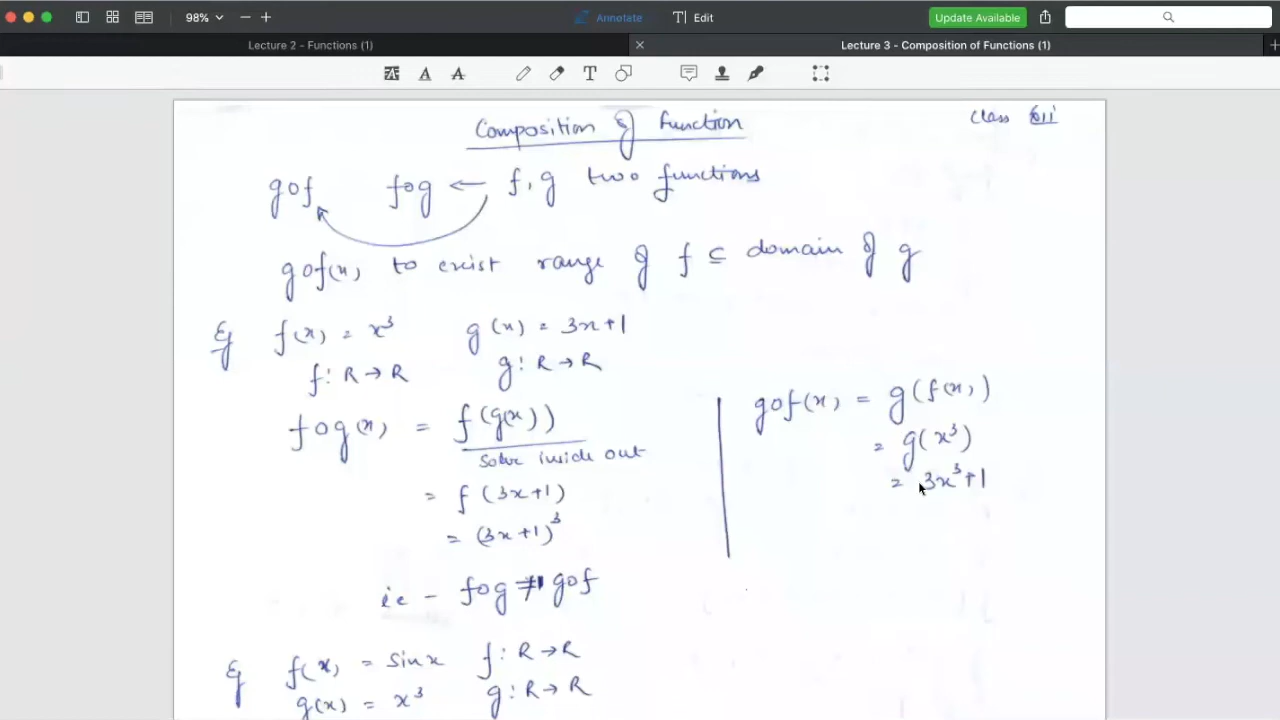 98%
Annotate
Edit
Update Available
Lecture 2 - Functions (1)
Lecture 3 - Composition of Functions (1)
Composition of function
Class
gof fog ← f, g two functions
gof(x) to exist range of f ⊆ domain of g
Eg f(x) = x³ g(x) = 3x+1
f: R → R g: R → R
fog(x) = f(g(x))
Solve inside out
= f(3x+1)
= (3x+1)³
gof(x) = g(f(x))
= g(x³)
= 3x³+1
ie - fog ≠ gof
Eg f(x) = sinx f: R → R
g(x) = x³ g: R → R